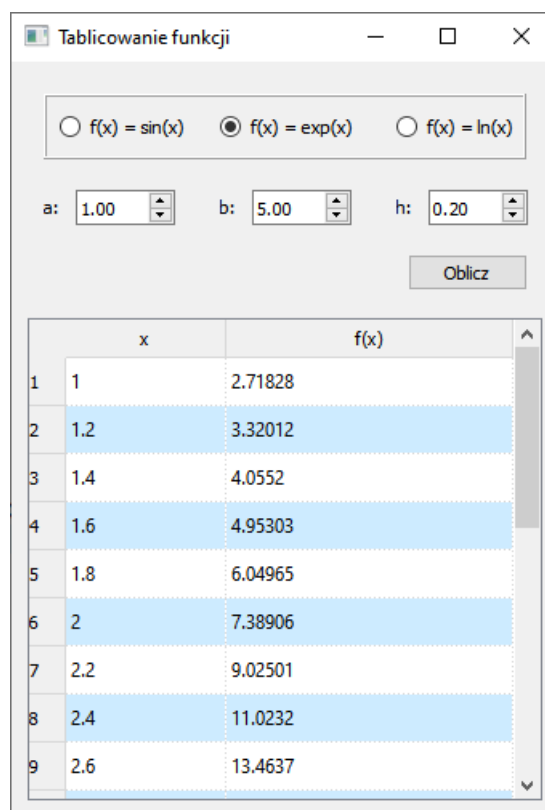 Tablicowanie funkcji
f(x) = sin(x) f(x) = exp(x) f(x) = ln(x)
a: 1.00 b: 5.00 h: 0.20
Oblicz
x f(x)
1 1 2.71828
2 1.2 3.32012
3 1.4 4.0552
4 1.6 4.95303
5 1.8 6.04965
6 2 7.38906
7 2.2 9.02501
8 2.4 11.0232
9 2.6 13.4637